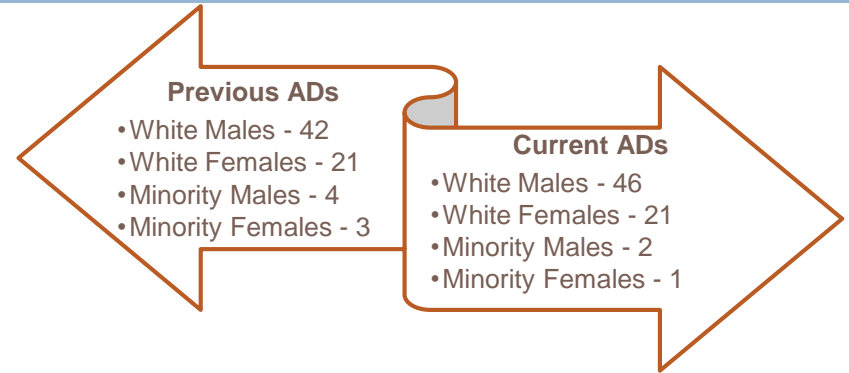 Previous ADs
•White Males - 42
•White Females - 21
•Minority Males - 4
•Minority Females - 3
Current ADs
•White Males - 46
•White Females - 21
•Minority Males - 2
•Minority Females - 1